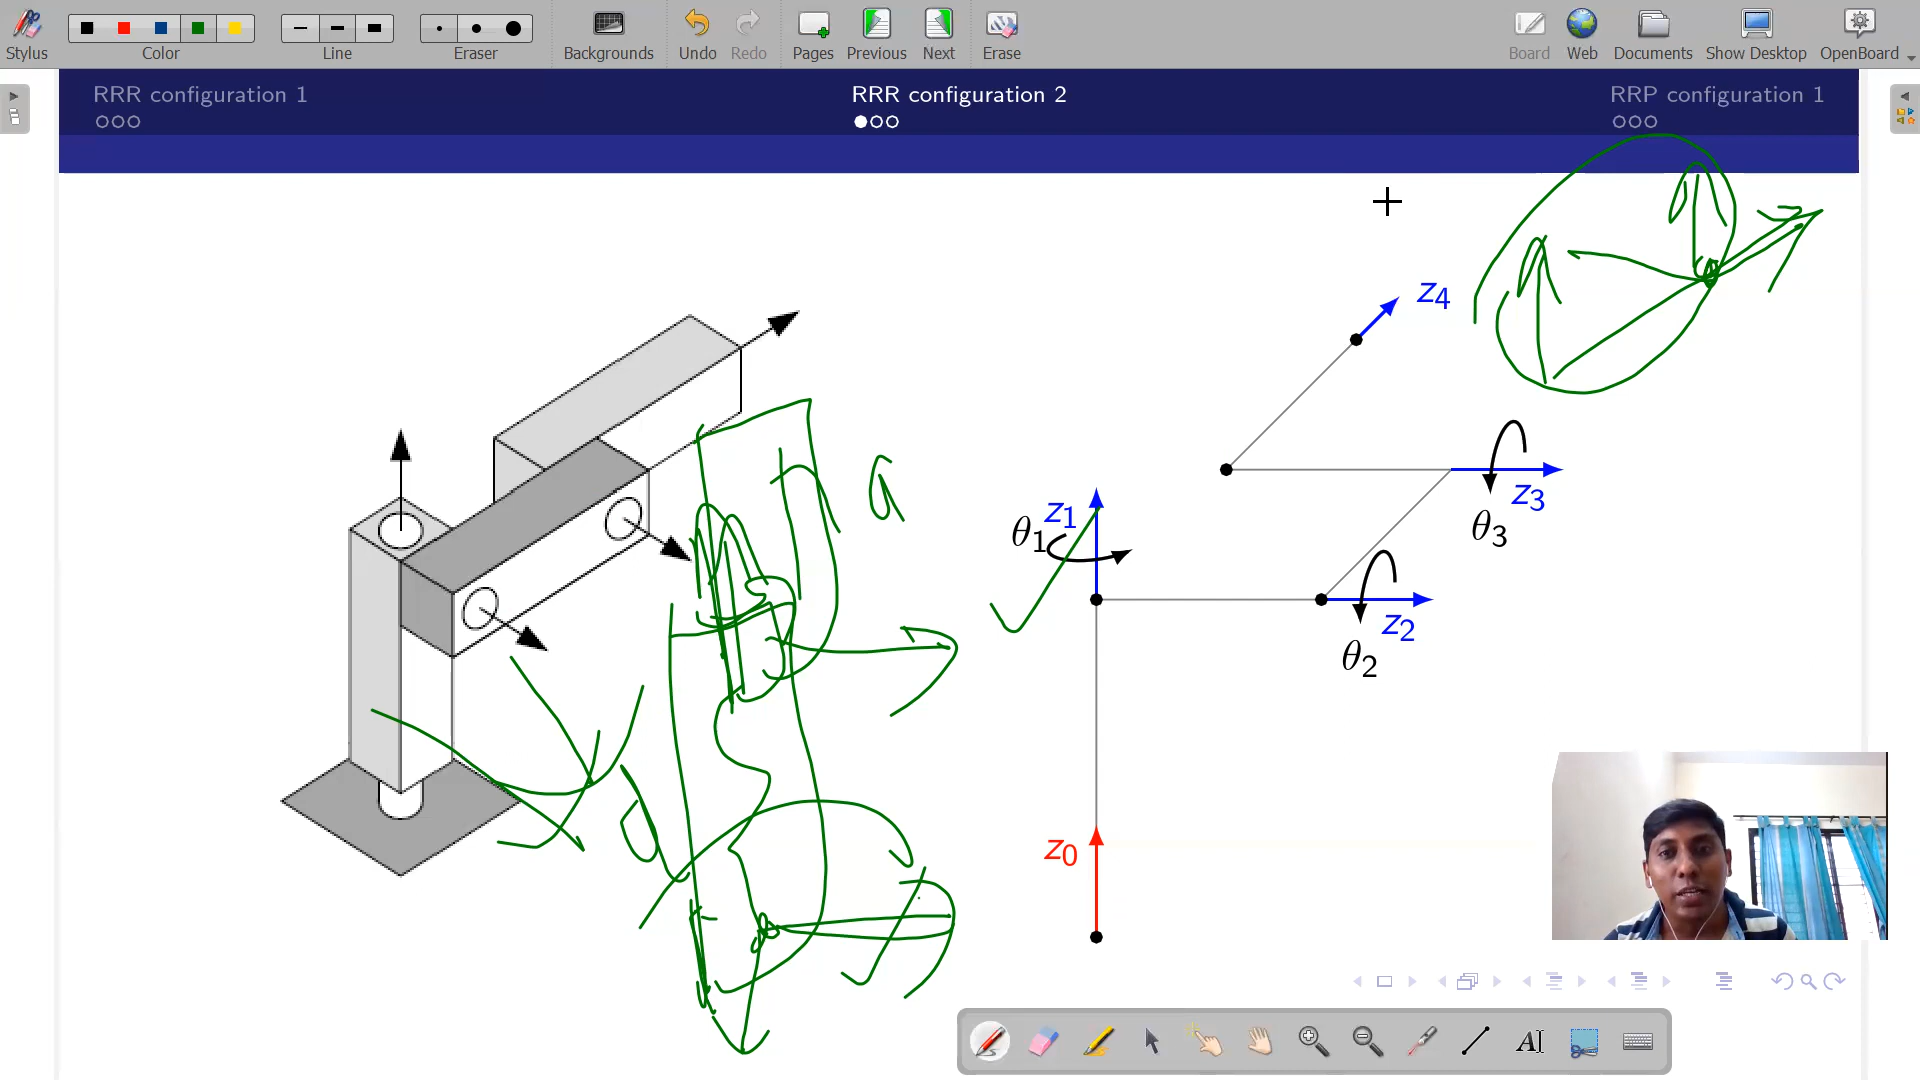 Stylus
Color
Line
Eraser
Backgrounds
Undo
Redo
Pages
Previous
Next
Erase
Board
Web
Documents
Show Desktop
OpenBoard
RRR configuration 1
RRR configuration 2
RRP configuration 1
z4
z3
θ3
z1
θ1
z2
θ2
z0
a
d